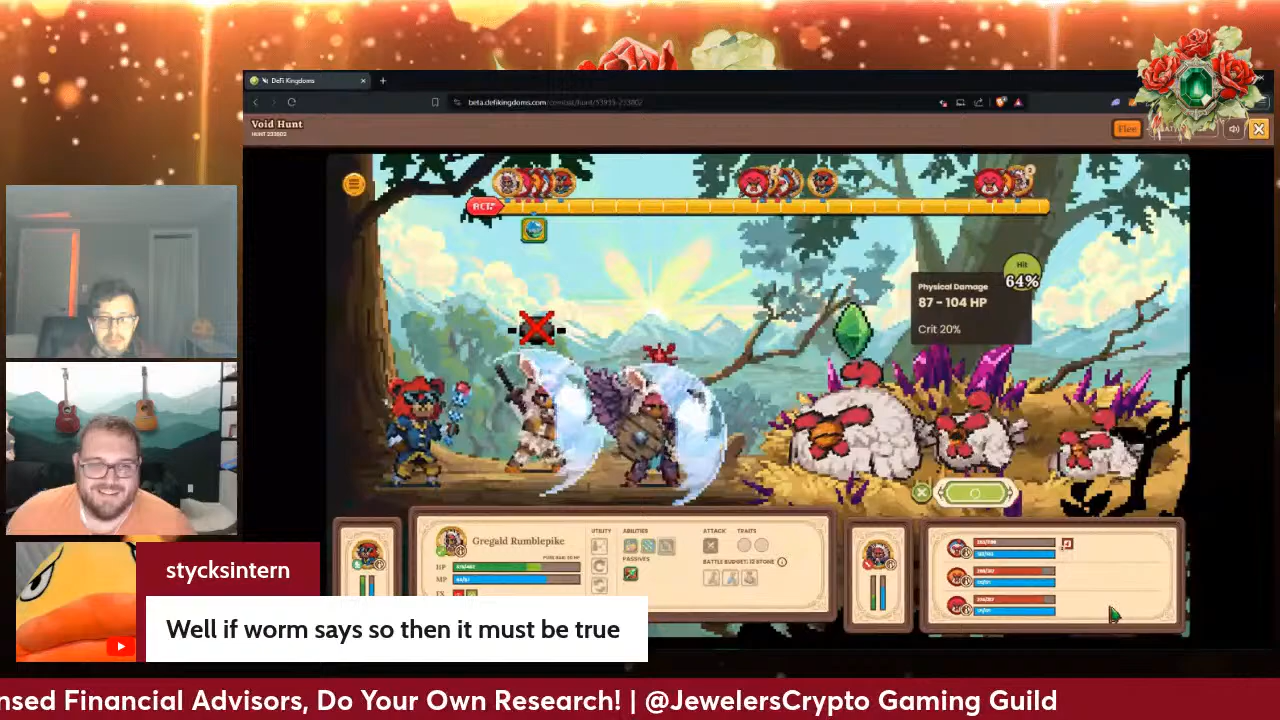 DeFi Kingdoms
beta.defikingdoms.com/combat/hunt/
Void Hunt
Flee
Hit
64%
Physical Damage
87 - 104 HP
Crit 20%
Gregald Rumblepike
HP
MP
UTILITY
ABILITIES
PASSIVES
ATTACK
TRAITS
BATTLE BUDGET: 12 STONE
stycksintern
Well if worm says so then it must be true
nsed Financial Advisors, Do Your Own Research! | @JewelersCrypto Gaming Guild